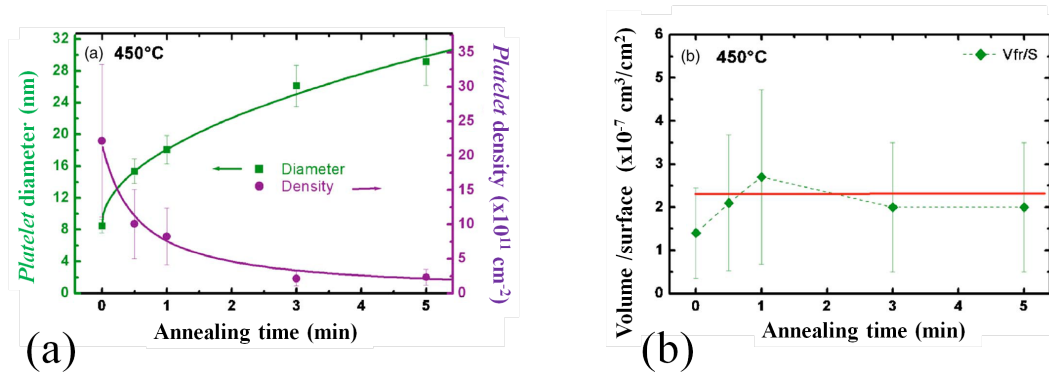 (a) 450°C
Platelet diameter (nm)
32
28
24
20
16
12
8
4
0
Diameter
Density
Platelet density (x10¹¹ cm⁻²)
35
30
25
20
15
10
5
0
0 1 2 3 4 5
Annealing time (min)
(a)
(b) 450°C
Vfr/S
Volume /surface (x10⁻⁷ cm³/cm²)
6
5
4
3
2
1
0
0 1 2 3 4 5
Annealing time (min)
(b)